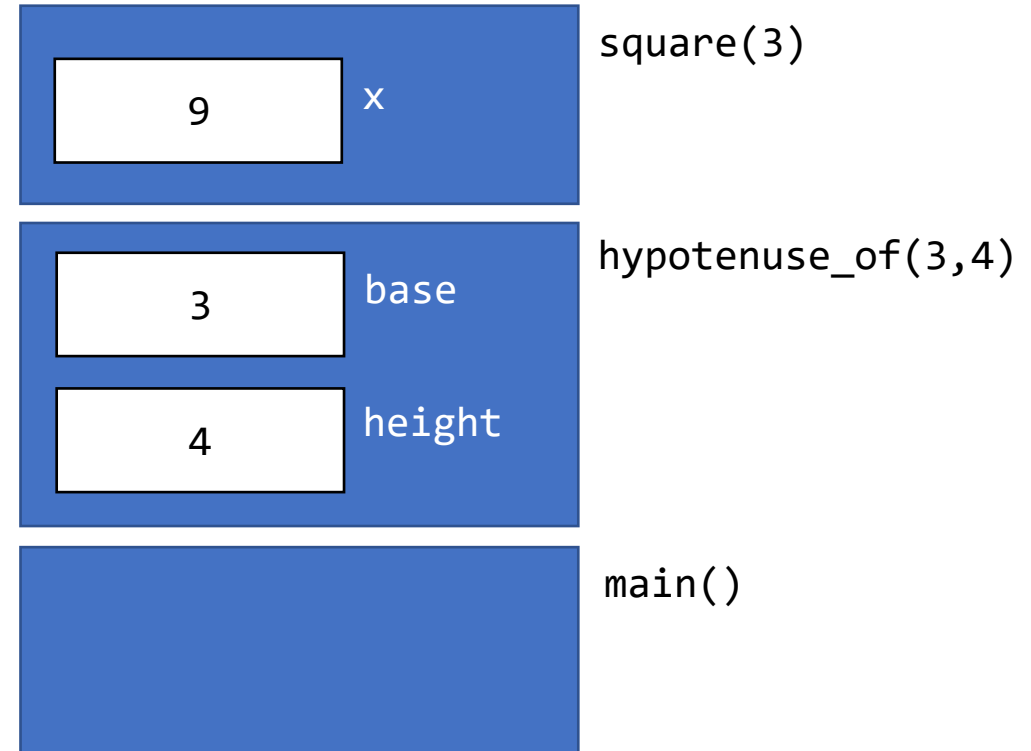 square(3)
9 x
hypotenuse_of(3,4)
3 base
4 height
main()